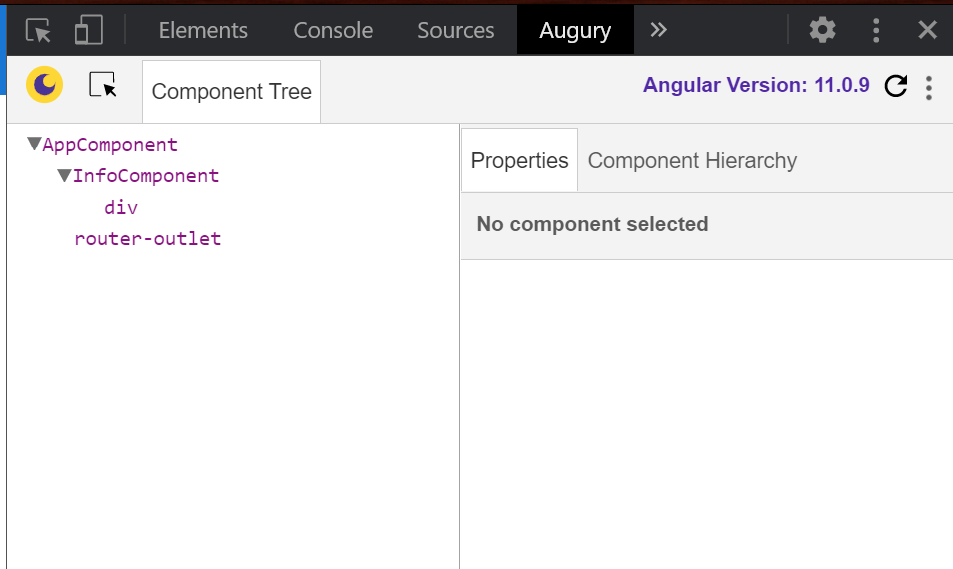 Elements Console Sources Augury
Component Tree Angular Version: 11.0.9
AppComponent
InfoComponent
div
router-outlet
Properties Component Hierarchy
No component selected